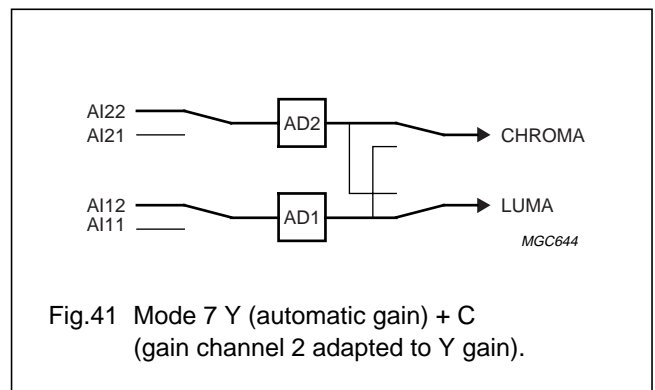 AI22
AI21
AD2
CHROMA
AI12
AI11
AD1
LUMA
MGC644
Fig.41 Mode 7 Y (automatic gain) + C
(gain channel 2 adapted to Y gain).